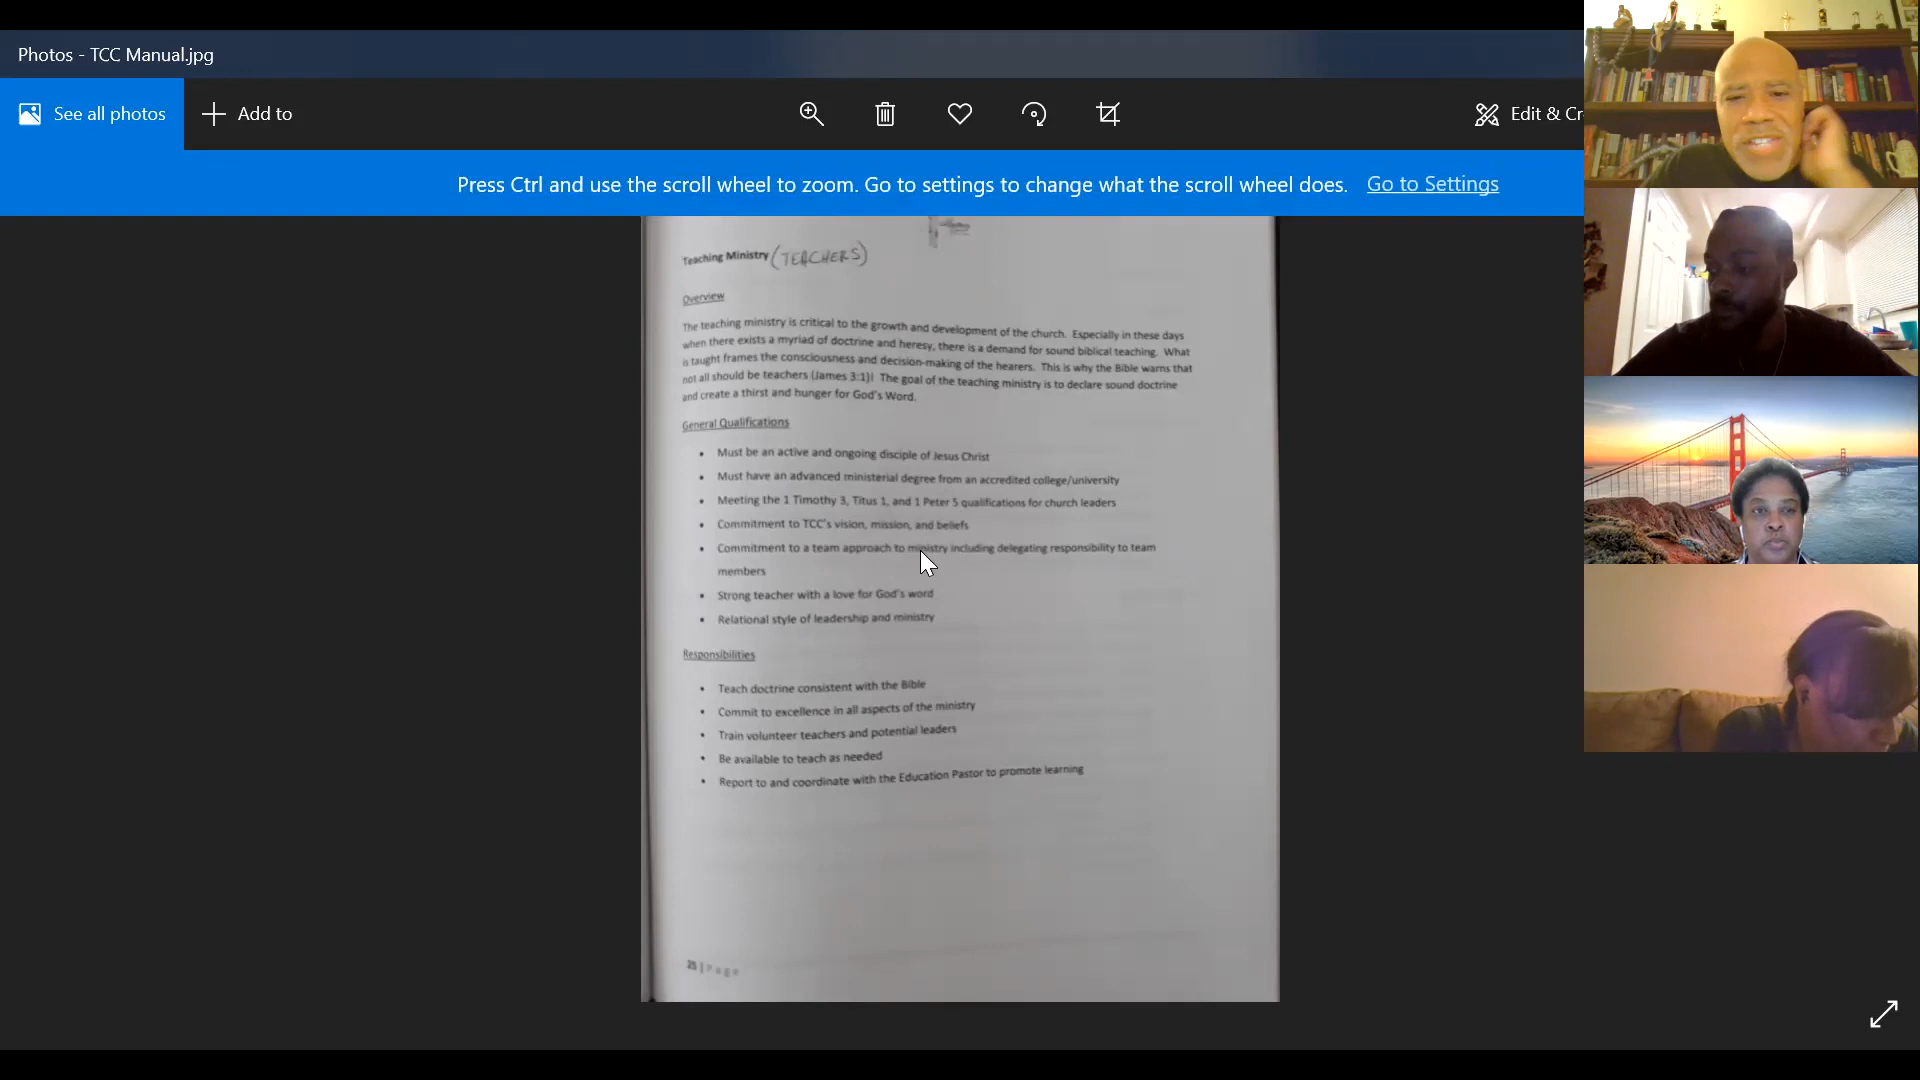 Photos - TCC Manual.jpg
See all photos
Add to
Edit & Cr
Press Ctrl and use the scroll wheel to zoom. Go to settings to change what the scroll wheel does. Go to Settings
Teaching Ministry (TEACHERS)
Overview
The teaching ministry is critical to the growth and development of the church. Especially in these days
when there exists a myriad of doctrine and heresy, there is a demand for sound biblical teaching. What
is taught frames the consciousness and decision-making of the hearers. This is why the Bible warns that
not all should be teachers (James 3:1)! The goal of the teaching ministry is to declare sound doctrine
and create a thirst and hunger for God's Word.
General Qualifications
• Must be an active and ongoing disciple of Jesus Christ
• Must have an advanced ministerial degree from an accredited college/university
• Meeting the 1 Timothy 3, Titus 1, and 1 Peter 5 qualifications for church leaders
• Commitment to TCC's vision, mission, and beliefs
• Commitment to a team approach to ministry including delegating responsibility to team
members
• Strong teacher with a love for God's word
• Relational style of leadership and ministry
Responsibilities
• Teach doctrine consistent with the Bible
• Commit to excellence in all aspects of the ministry
• Train volunteer teachers and potential leaders
• Be available to teach as needed
• Report to and coordinate with the Education Pastor to promote learning
25 | Page